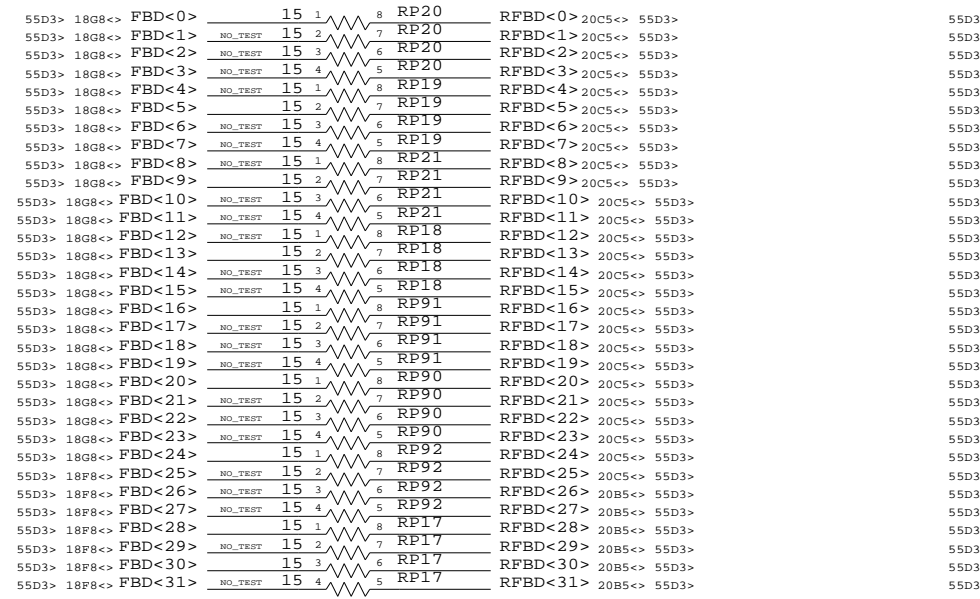 55D3> 18G8<> FBD<0> 15 1 8 RP20 RFBD<0> 20C5<> 55D3> 55D3
55D3> 18G8<> FBD<1> NO_TEST 15 2 7 RP20 RFBD<1> 20C5<> 55D3> 55D3
55D3> 18G8<> FBD<2> NO_TEST 15 3 6 RP20 RFBD<2> 20C5<> 55D3> 55D3
55D3> 18G8<> FBD<3> NO_TEST 15 4 5 RP20 RFBD<3> 20C5<> 55D3> 55D3
55D3> 18G8<> FBD<4> NO_TEST 15 1 8 RP19 RFBD<4> 20C5<> 55D3> 55D3
55D3> 18G8<> FBD<5> 15 2 7 RP19 RFBD<5> 20C5<> 55D3> 55D3
55D3> 18G8<> FBD<6> NO_TEST 15 3 6 RP19 RFBD<6> 20C5<> 55D3> 55D3
55D3> 18G8<> FBD<7> NO_TEST 15 4 5 RP19 RFBD<7> 20C5<> 55D3> 55D3
55D3> 18G8<> FBD<8> NO_TEST 15 1 8 RP21 RFBD<8> 20C5<> 55D3> 55D3
55D3> 18G8<> FBD<9> 15 2 7 RP21 RFBD<9> 20C5<> 55D3> 55D3
55D3> 18G8<> FBD<10> NO_TEST 15 3 6 RP21 RFBD<10> 20C5<> 55D3> 55D3
55D3> 18G8<> FBD<11> NO_TEST 15 4 5 RP21 RFBD<11> 20C5<> 55D3> 55D3
55D3> 18G8<> FBD<12> NO_TEST 15 1 8 RP18 RFBD<12> 20C5<> 55D3> 55D3
55D3> 18G8<> FBD<13> 15 2 7 RP18 RFBD<13> 20C5<> 55D3> 55D3
55D3> 18G8<> FBD<14> NO_TEST 15 3 6 RP18 RFBD<14> 20C5<> 55D3> 55D3
55D3> 18G8<> FBD<15> NO_TEST 15 4 5 RP18 RFBD<15> 20C5<> 55D3> 55D3
55D3> 18G8<> FBD<16> 15 1 8 RP91 RFBD<16> 20C5<> 55D3> 55D3
55D3> 18G8<> FBD<17> NO_TEST 15 2 7 RP91 RFBD<17> 20C5<> 55D3> 55D3
55D3> 18G8<> FBD<18> NO_TEST 15 3 6 RP91 RFBD<18> 20C5<> 55D3> 55D3
55D3> 18G8<> FBD<19> NO_TEST 15 4 5 RP91 RFBD<19> 20C5<> 55D3> 55D3
55D3> 18G8<> FBD<20> 15 1 8 RP90 RFBD<20> 20C5<> 55D3> 55D3
55D3> 18G8<> FBD<21> NO_TEST 15 2 7 RP90 RFBD<21> 20C5<> 55D3> 55D3
55D3> 18G8<> FBD<22> NO_TEST 15 3 6 RP90 RFBD<22> 20C5<> 55D3> 55D3
55D3> 18G8<> FBD<23> NO_TEST 15 4 5 RP90 RFBD<23> 20C5<> 55D3> 55D3
55D3> 18G8<> FBD<24> 15 1 8 RP92 RFBD<24> 20C5<> 55D3> 55D3
55D3> 18F8<> FBD<25> NO_TEST 15 2 7 RP92 RFBD<25> 20C5<> 55D3> 55D3
55D3> 18F8<> FBD<26> NO_TEST 15 3 6 RP92 RFBD<26> 20B5<> 55D3> 55D3
55D3> 18F8<> FBD<27> NO_TEST 15 4 5 RP92 RFBD<27> 20B5<> 55D3> 55D3
55D3> 18F8<> FBD<28> 15 1 8 RP17 RFBD<28> 20B5<> 55D3> 55D3
55D3> 18F8<> FBD<29> NO_TEST 15 2 7 RP17 RFBD<29> 20B5<> 55D3> 55D3
55D3> 18F8<> FBD<30> 15 3 6 RP17 RFBD<30> 20B5<> 55D3> 55D3
55D3> 18F8<> FBD<31> NO_TEST 15 4 5 RP17 RFBD<31> 20B5<> 55D3> 55D3